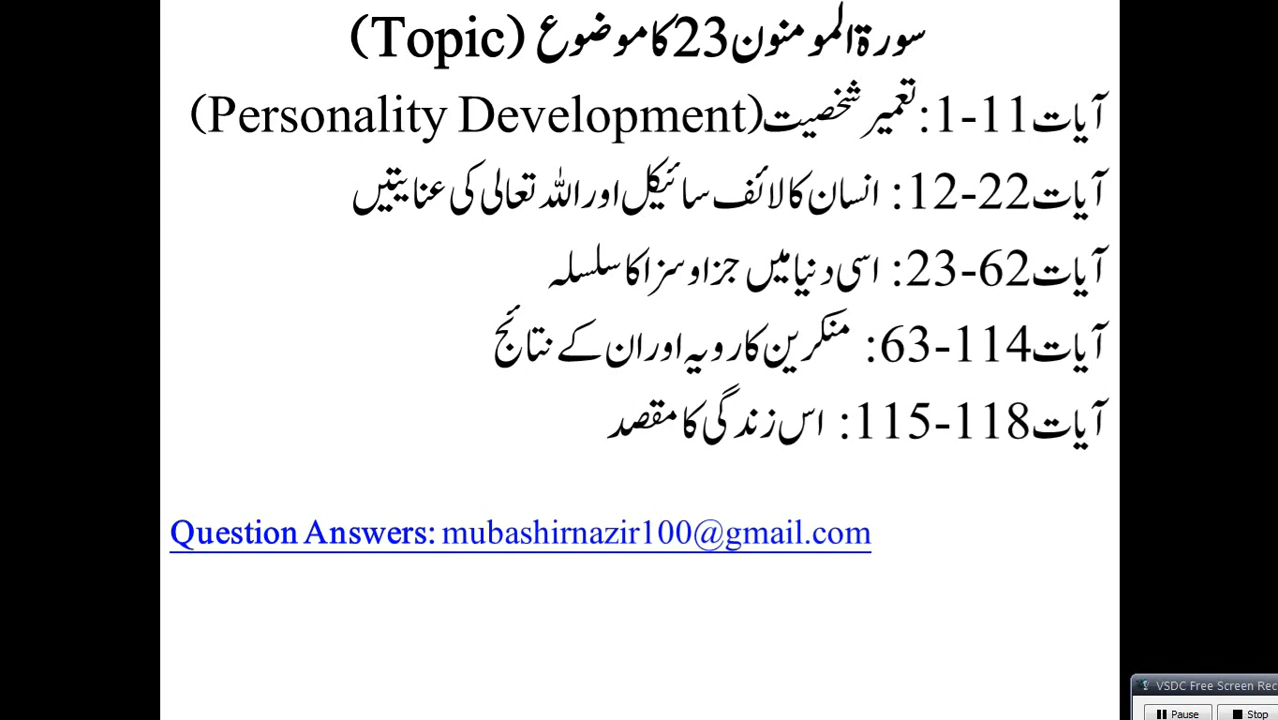 سورۃ المومنون 23 کا موضوع (Topic)
آیات 1-11: تعمیر شخصیت (Personality Development)
آیات 12-22: انسان کا لائف سائیکل اور اللہ تعالی کی عنایتیں
آیات 23-62: اسی دنیا میں جزا و سزا کا سلسلہ
آیات 63-114: منکرین کا رویہ اور ان کے نتائج
آیات 115-118: اس زندگی کا مقصد
Question Answers: mubashirnazir100@gmail.com
VSDC Free Screen Rec
Pause Stop